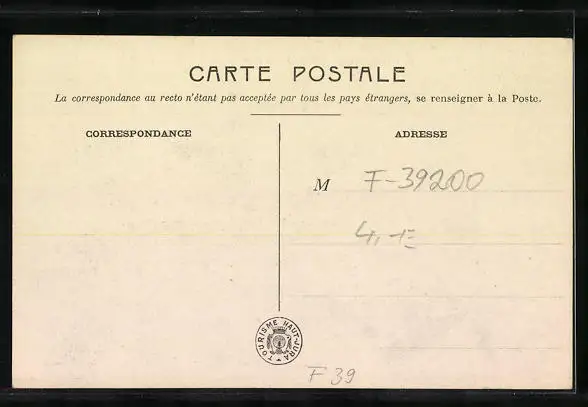 CARTE POSTALE
La correspondance au recto n'étant pas acceptée par tous les pays étrangers, se renseigner à la Poste.
CORRESPONDANCE
ADRESSE
M F-39200
4,-E
TOURISME HAUT-JURA
F 39